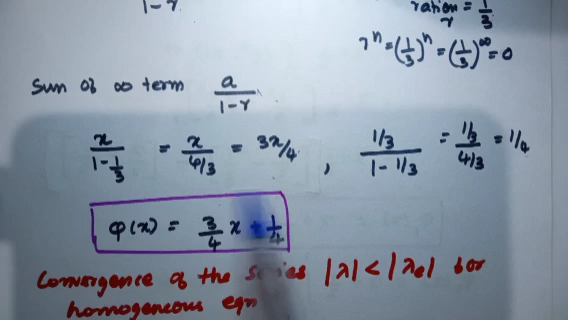 1-r
ration = 1/3
r
r^n = (1/3)^n = (1/3)^∞ = 0
Sum of ∞ term a/(1-r)
x/(1-1/3) = x/(4/3) = 3x/4 , (1/3)/(1-1/3) = (1/3)/(4/3) = 1/4
φ(x) = 3/4 x + 1/4
Convergence of the series |λ| < |λe| for
homogeneous eqn